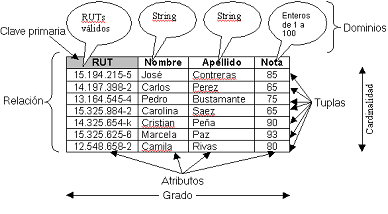 RUTs válidos
String
String
Enteros de 1 a 100
Dominios
Clave primaria
RUT Nombre Apellido Nota
15.194.215-5 José Contreras 85
14.197.398-2 Carlos Perez 65
13.164.545-4 Pedro Bustamante 75
15.325.984-2 Carolina Saez 65
14.325.654-k Cristian Peña 90
15.325.625-6 Marcela Paz 93
12.548.658-2 Camila Rivas 80
Relación
Tuplas
Cardinalidad
Atributos
Grado